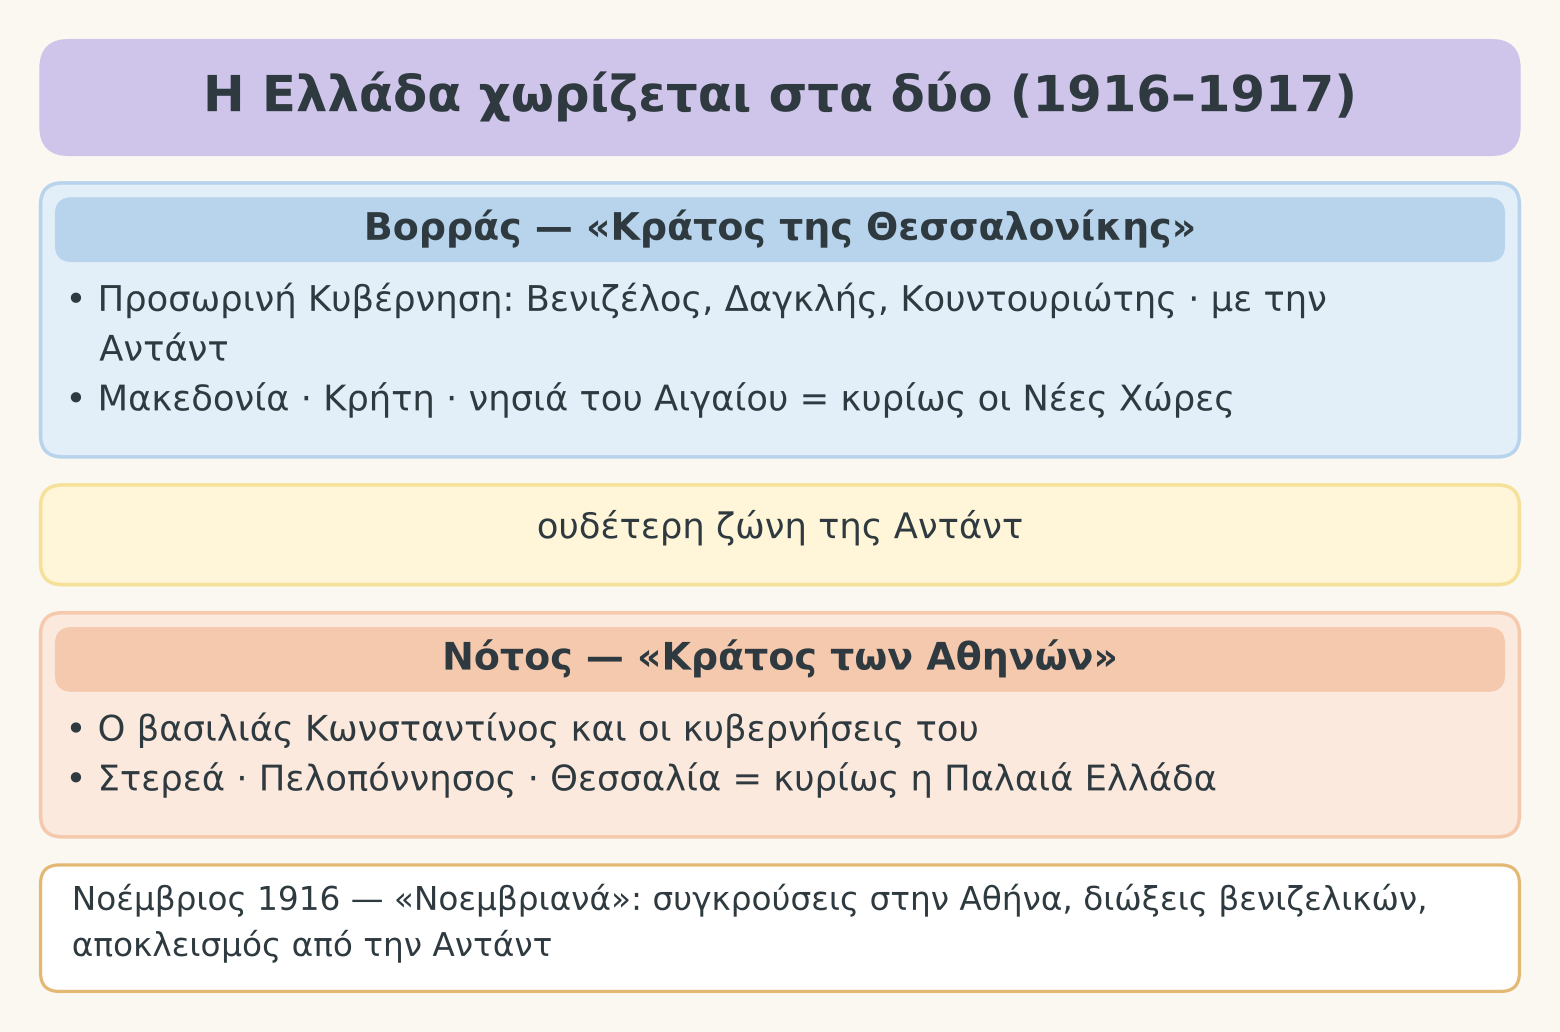 Η Ελλάδα χωρίζεται στα δύο (1916–1917)
Βορράς — «Κράτος της Θεσσαλονίκης»
• Προσωρινή Κυβέρνηση: Βενιζέλος, Δαγκλής, Κουντουριώτης · με την
Αντάντ
• Μακεδονία · Κρήτη · νησιά του Αιγαίου = κυρίως οι Νέες Χώρες
ουδέτερη ζώνη της Αντάντ
Νότος — «Κράτος των Αθηνών»
• Ο βασιλιάς Κωνσταντίνος και οι κυβερνήσεις του
• Στερεά · Πελοπόννησος · Θεσσαλία = κυρίως η Παλαιά Ελλάδα
Νοέμβριος 1916 — «Νοεμβριανά»: συγκρούσεις στην Αθήνα, διώξεις βενιζελικών,
αποκλεισμός από την Αντάντ